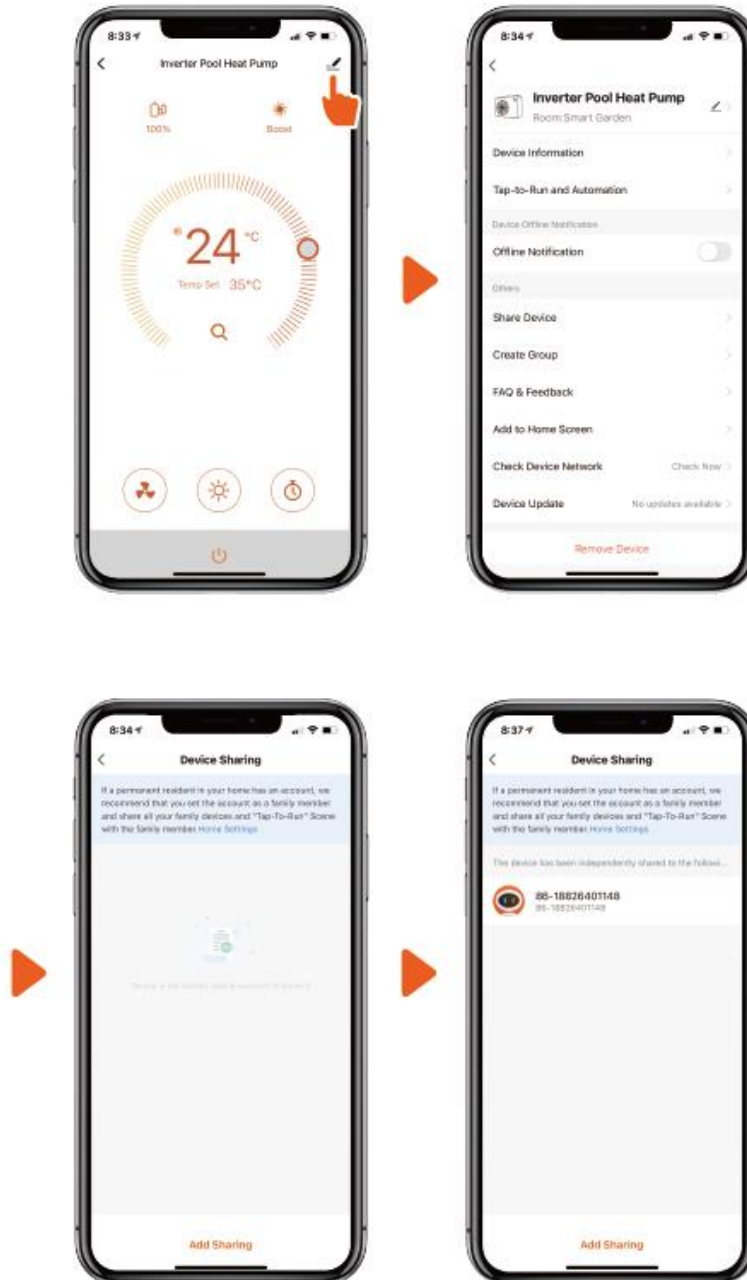 8:33
Inverter Pool Heat Pump
100%
Boost
24 °C
Temp Set 35°C
8:34
Inverter Pool Heat Pump
Room:Smart Garden
Device Information
Tap-to-Run and Automation
Device Offline Notification
Offline Notification
Others
Share Device
Create Group
FAQ & Feedback
Add to Home Screen
Check Device Network Check Now
Device Update No updates available
Remove Device
8:34
Device Sharing
If a permanent resident in your home has an account, we
recommend that you set the account as a family member
and share all your family devices and "Tap-To-Run" Scene
with the family member. Home Settings
Add Sharing
8:37
Device Sharing
If a permanent resident in your home has an account, we
recommend that you set the account as a family member
and share all your family devices and "Tap-To-Run" Scene
with the family member. Home Settings
The device has been independently shared to the followi...
86-18826401148
86-18826401148
Add Sharing